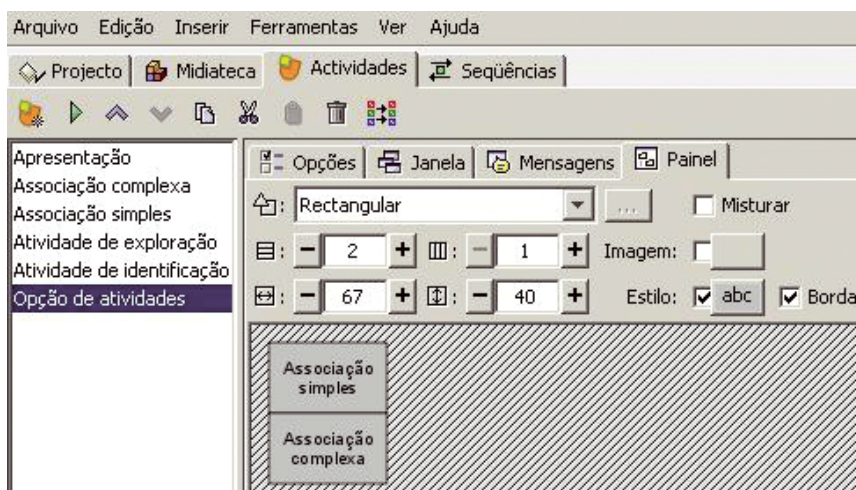 Arquivo Edição Inserir Ferramentas Ver Ajuda
Projecto Midiateca Actividades Seqüências
Apresentação
Associação complexa
Associação simples
Atividade de exploração
Atividade de identificação
Opção de atividades
Opções Janela Mensagens Painel
: Rectangular ... Misturar
: 2 : 1 Imagem:
: 67 : 40 Estilo: abc Borda
Associação
simples
Associação
complexa